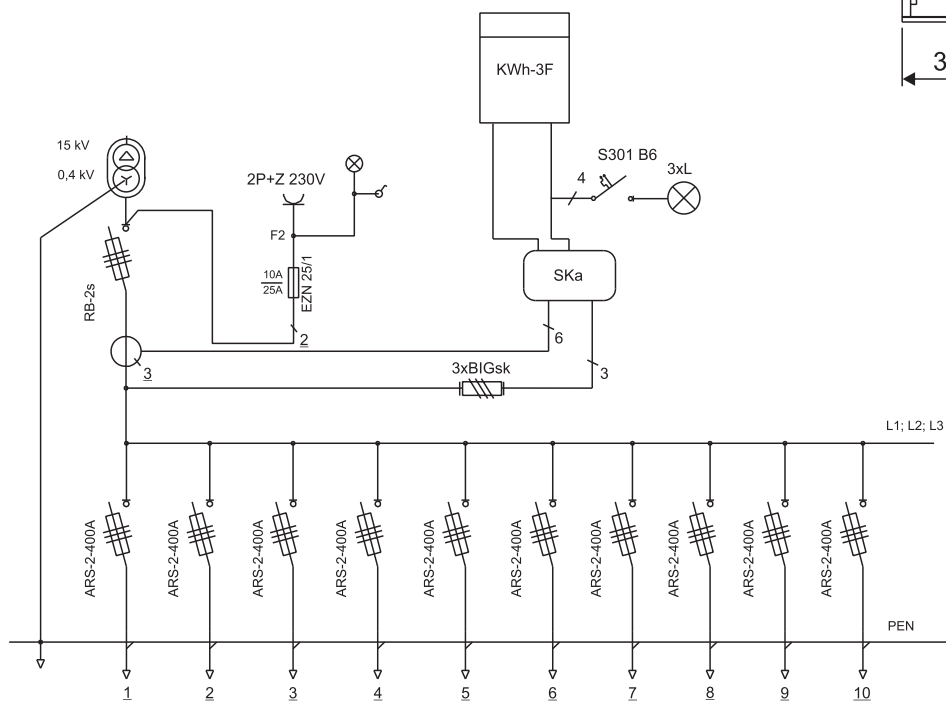 KWh-3F
3
15 kV
0,4 kV
2P+Z 230V
S301 B6
3xL
4
F2
SKa
10A
25A
EZN 25/1
RB-2s
2
6
3
3xBIGsk
3
L1; L2; L3
ARS-2-400A
ARS-2-400A
ARS-2-400A
ARS-2-400A
ARS-2-400A
ARS-2-400A
ARS-2-400A
ARS-2-400A
ARS-2-400A
ARS-2-400A
PEN
1 2 3 4 5 6 7 8 9 10